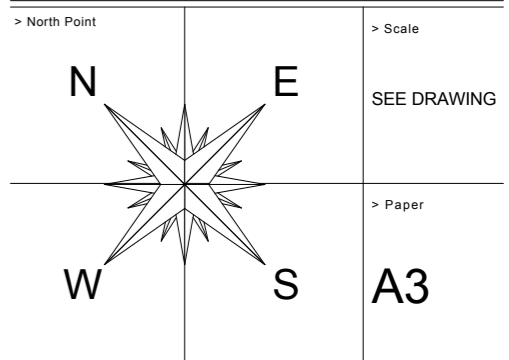 > North Point
> Scale
N E
SEE DRAWING
> Paper
W S
A3